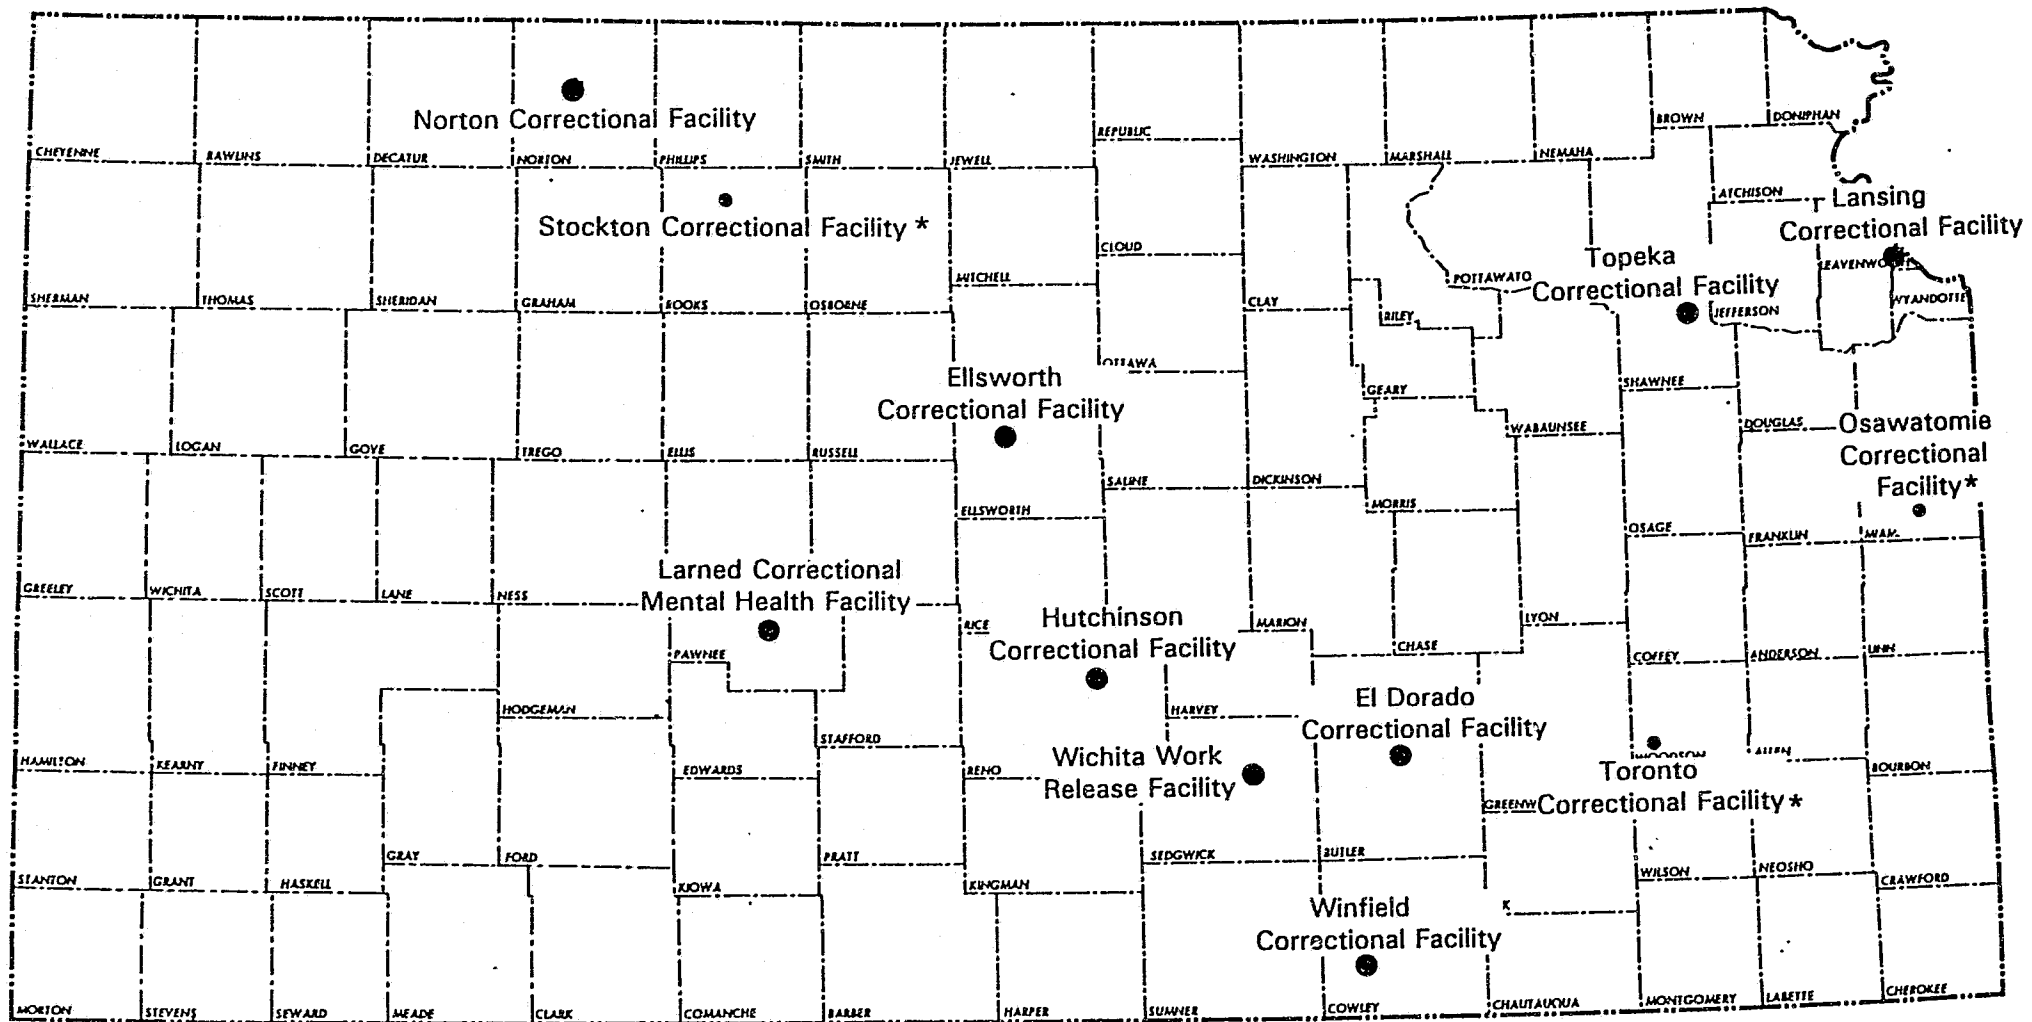 Norton Correctional Facility
REPUBLIC
BROWN
DONIPHAN
CHEYENNE
RAWLINS
DECATUR
NORTON
PHILLIPS
SMITH
JEWELL
WASHINGTON
MARSHALL
NEMAHA
ATCHISON
Lansing
Correctional Facility
Stockton Correctional Facility *
CLOUD
MITCHELL
POTTAWATO
Topeka
Correctional Facility
LEAVENWORTH
WYANDOTTE
SHERMAN
THOMAS
SHERIDAN
GRAHAM
ROOKS
OSBORNE
CLAY
RILEY
JEFFERSON
OTTAWA
Ellsworth
Correctional Facility
GEARY
SHAWNEE
WALLACE
LOGAN
GOVE
TREGO
ELLIS
RUSSELL
WABAUNSEE
DOUGLAS
Osawatomie
Correctional
Facility*
SALINE
DICKINSON
MORRIS
ELLSWORTH
OSAGE
FRANKLIN
MIAMI
Larned Correctional
Mental Health Facility
GREELEY
WICHITA
SCOTT
LANE
NESS
RICE
Hutchinson
Correctional Facility
MARION
CHASE
LYON
PAWNEE
COFFEY
ANDERSON
LINN
HODGEMAN
HARVEY
El Dorado
Correctional Facility
STAFFORD
HAMILTON
KEARNY
FINNEY
EDWARDS
RENO
Wichita Work
Release Facility
WOODSON
ALLEN
BOURBON
Toronto
Correctional Facility*
GREENW
GRAY
FORD
PRATT
SEDGWICK
BUTLER
STANTON
GRANT
HASKELL
KIOWA
KINGMAN
WILSON
NEOSHO
CRAWFORD
Winfield
Correctional Facility
K
MORTON
STEVENS
SEWARD
MEADE
CLARK
COMANCHE
BARBER
HARPER
SUMNER
COWLEY
CHAUTAUQUA
MONTGOMERY
LABETTE
CHEROKEE